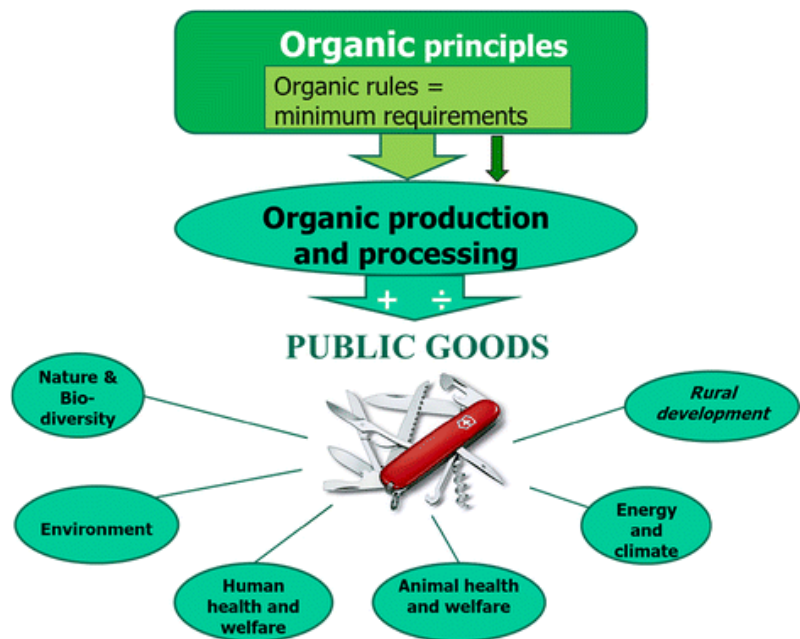 Organic principles
Organic rules =
minimum requirements
Organic production
and processing
+ ÷
PUBLIC GOODS
Nature &
Bio-
diversity
Rural
development
Environment
Energy
and
climate
Human
health and
welfare
Animal health
and welfare